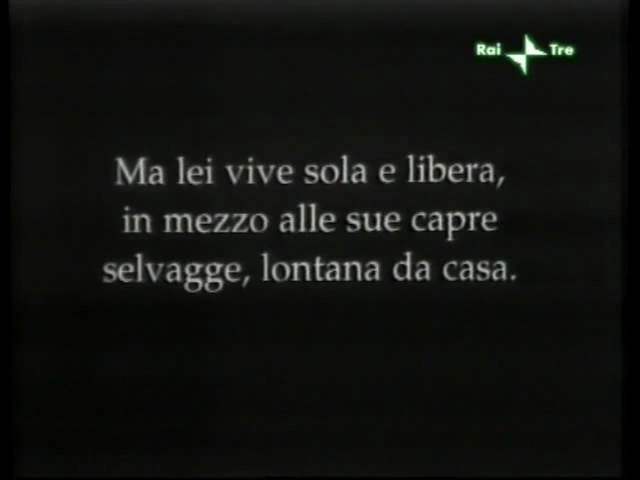 Rai Tre
Ma lei vive sola e libera,
in mezzo alle sue capre
selvagge, lontana da casa.